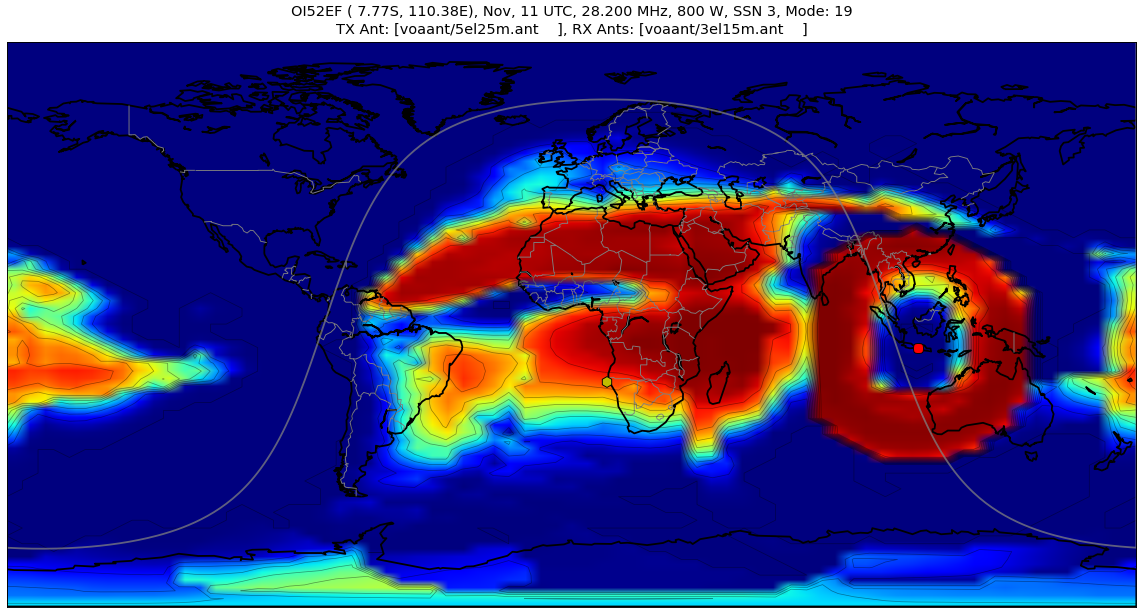 OI52EF ( 7.77S, 110.38E), Nov, 11 UTC, 28.200 MHz, 800 W, SSN 3, Mode: 19
TX Ant: [voaant/5el25m.ant    ], RX Ants: [voaant/3el15m.ant    ]